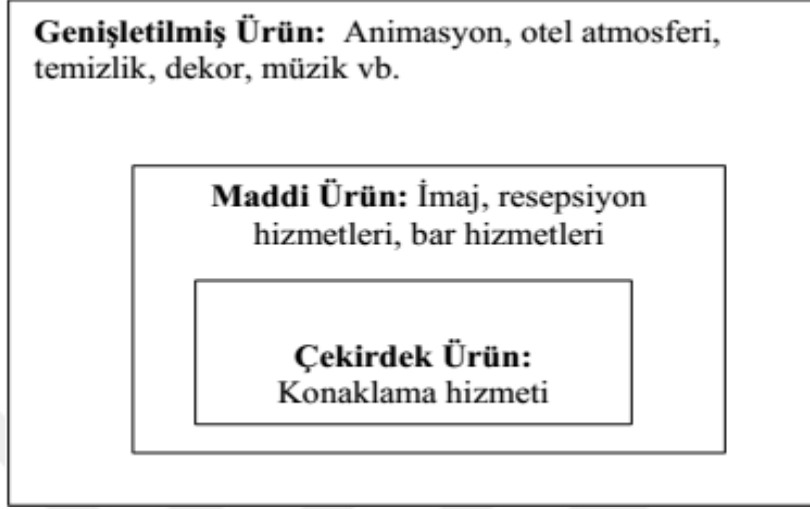 Genişletilmiş Ürün: Animasyon, otel atmosferi,
temizlik, dekor, müzik vb.
Maddi Ürün: İmaj, resepsiyon
hizmetleri, bar hizmetleri
Çekirdek Ürün:
Konaklama hizmeti